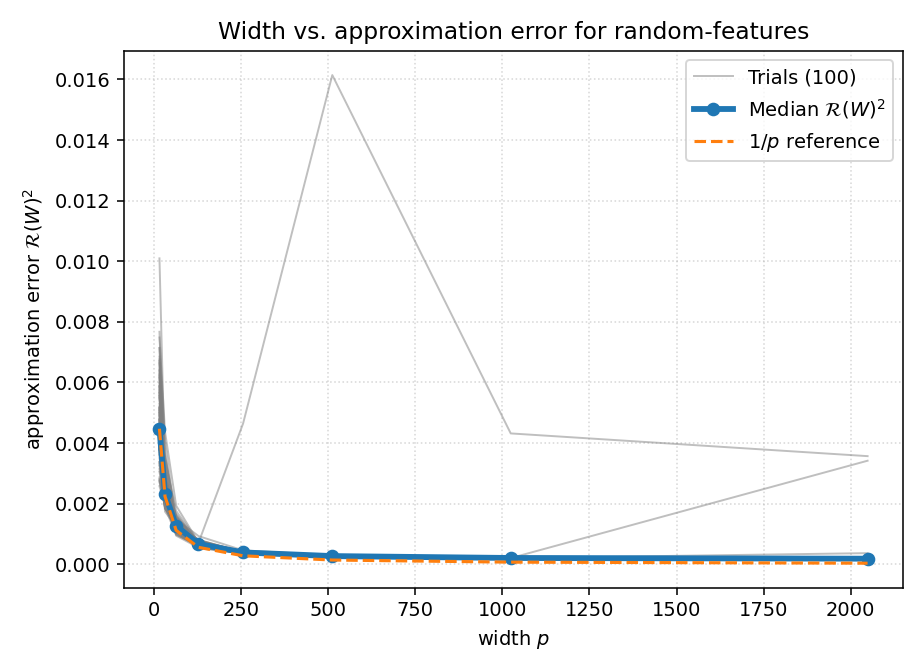 Width vs. approximation error for random-features
Trials (100)
Median ℛ(W)²
1/p reference
approximation error ℛ(W)²
0.016
0.014
0.012
0.010
0.008
0.006
0.004
0.002
0.000
0 250 500 750 1000 1250 1500 1750 2000
width p